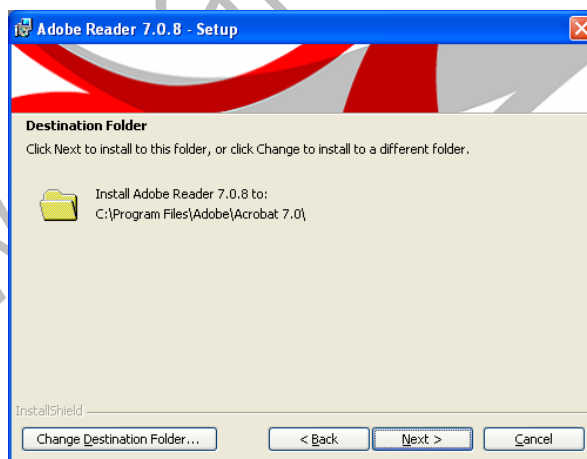 Adobe Reader 7.0.8 - Setup
Destination Folder
Click Next to install to this folder, or click Change to install to a different folder.
Install Adobe Reader 7.0.8 to:
C:\Program Files\Adobe\Acrobat 7.0\
InstallShield
Change Destination Folder...
< Back
Next >
Cancel